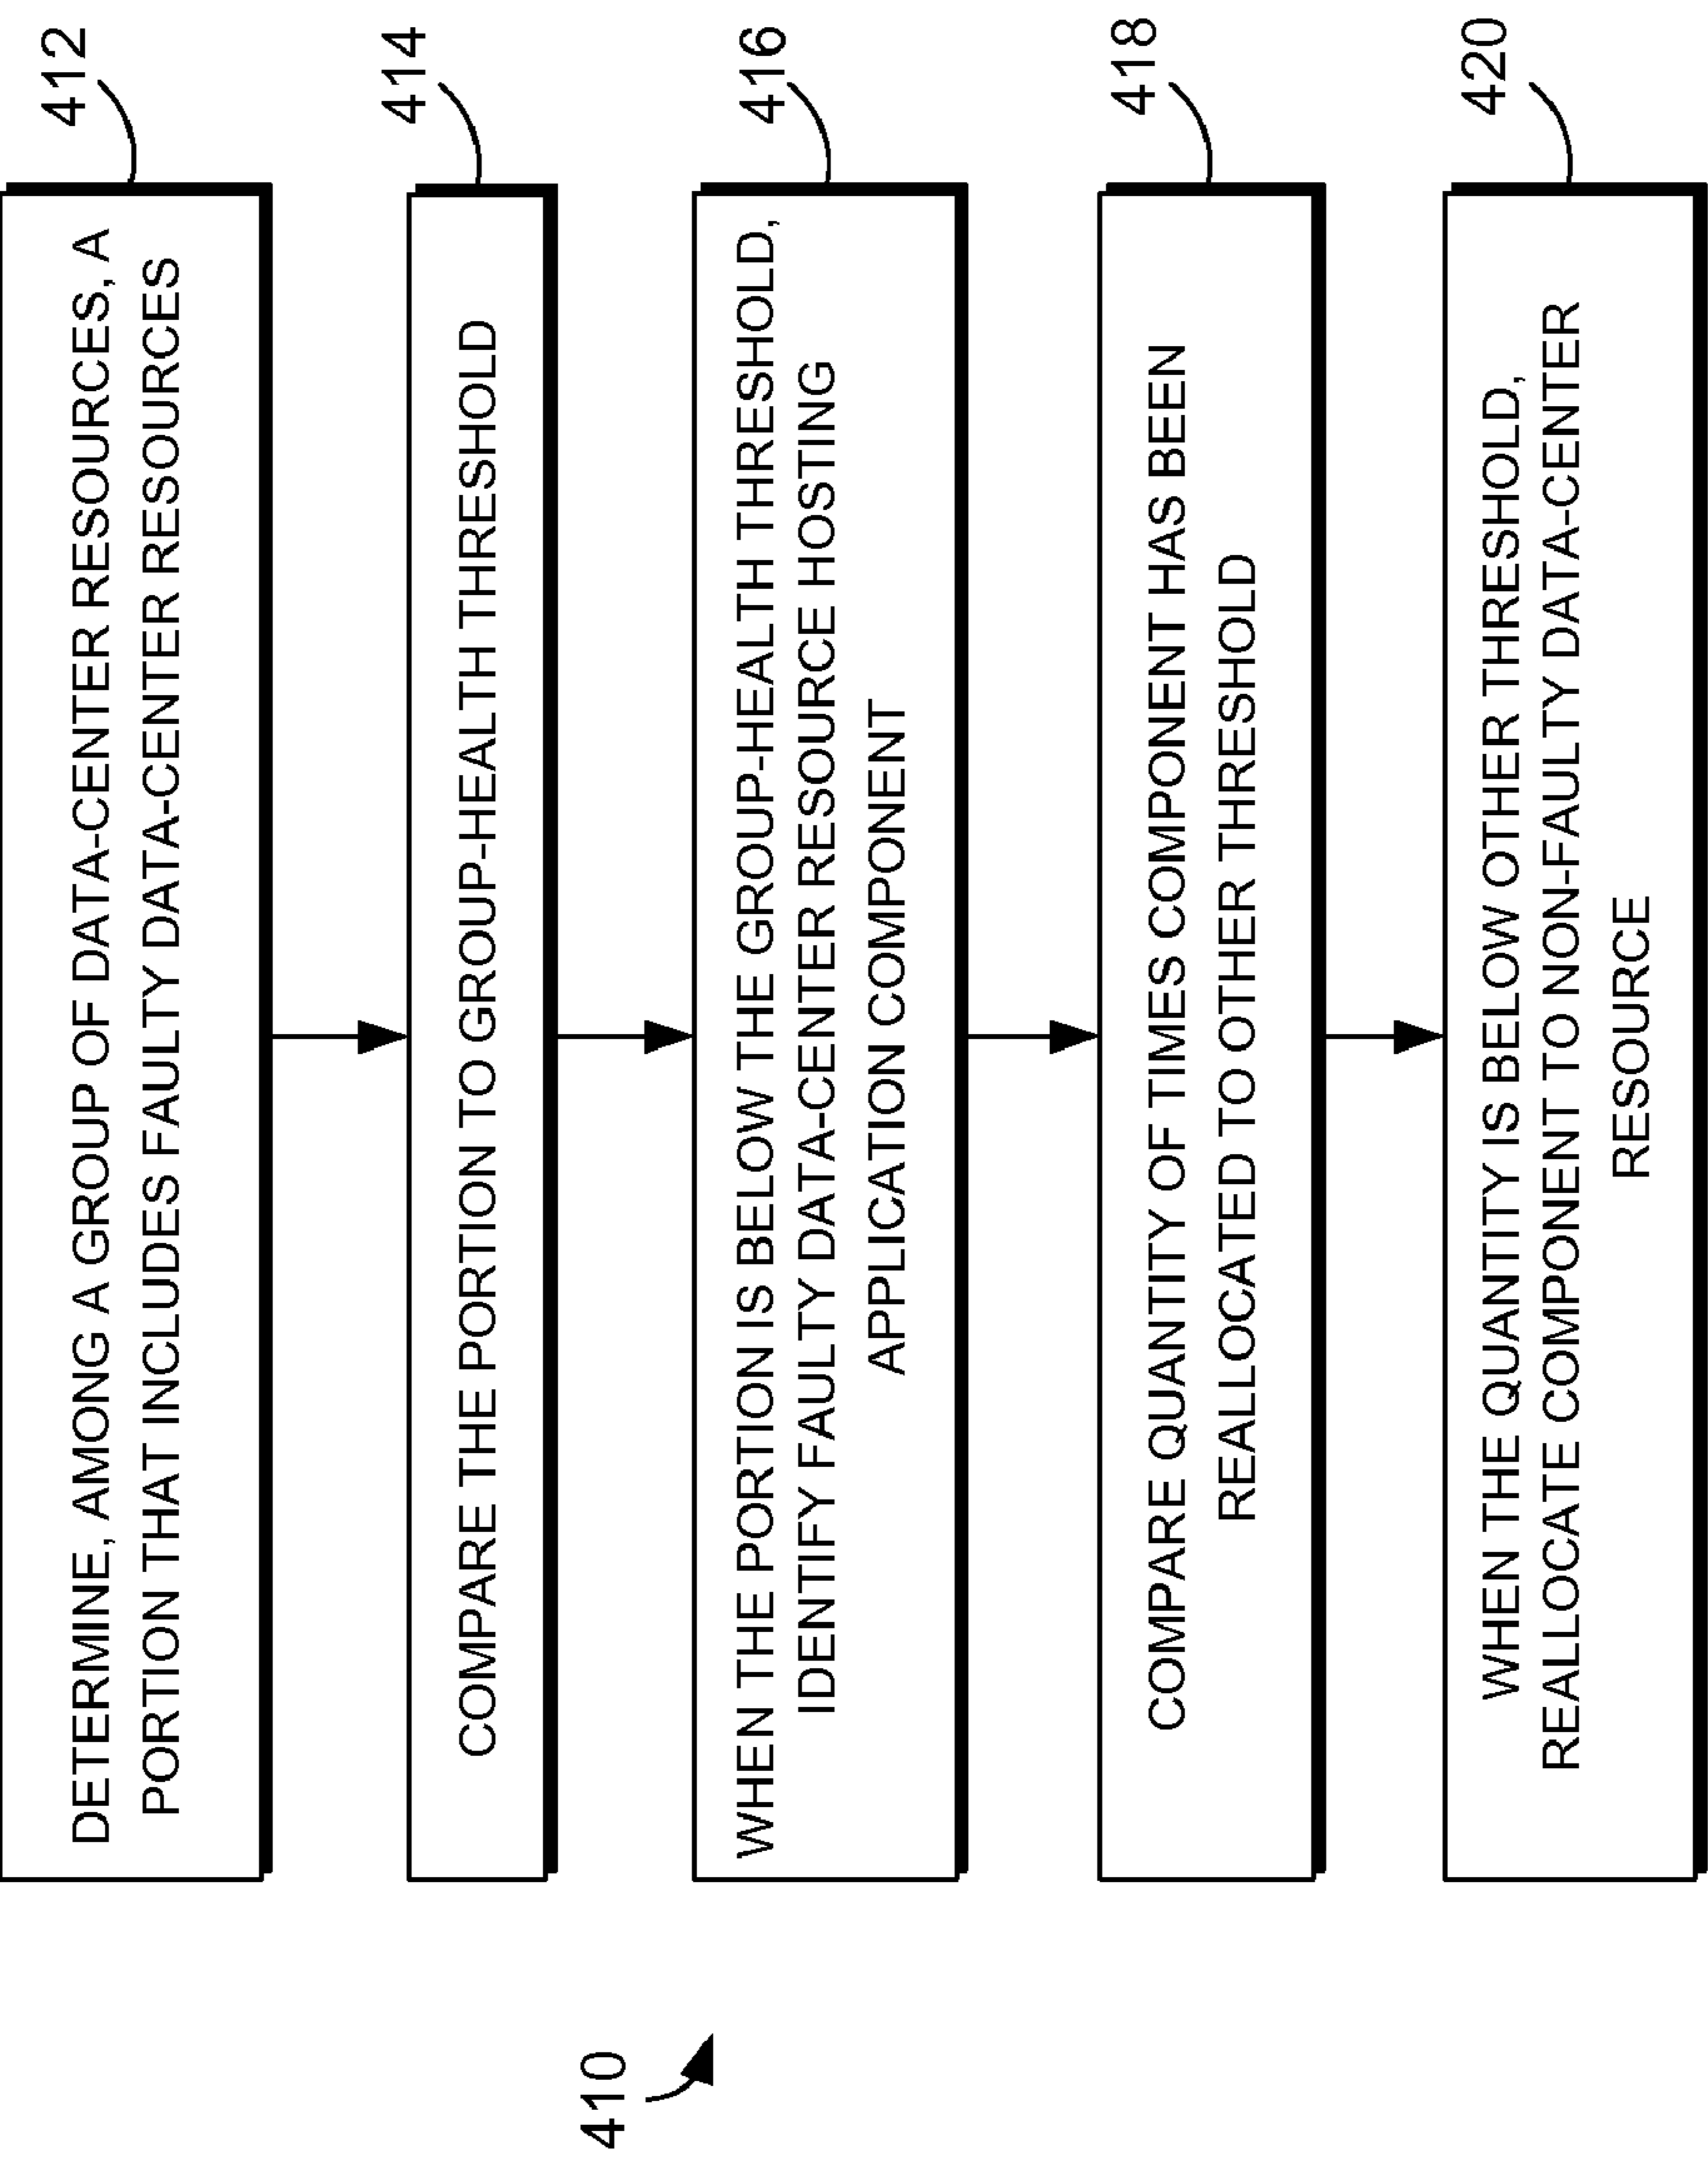 410
412
DETERMINE, AMONG A GROUP OF DATA-CENTER RESOURCES, A
PORTION THAT INCLUDES FAULTY DATA-CENTER RESOURCES
414
COMPARE THE PORTION TO GROUP-HEALTH THRESHOLD
416
WHEN THE PORTION IS BELOW THE GROUP-HEALTH THRESHOLD,
IDENTIFY FAULTY DATA-CENTER RESOURCE HOSTING
APPLICATION COMPONENT
418
COMPARE QUANTITY OF TIMES COMPONENT HAS BEEN
REALLOCATED TO OTHER THRESHOLD
420
WHEN THE QUANTITY IS BELOW OTHER THRESHOLD,
REALLOCATE COMPONENT TO NON-FAULTY DATA-CENTER
RESOURCE